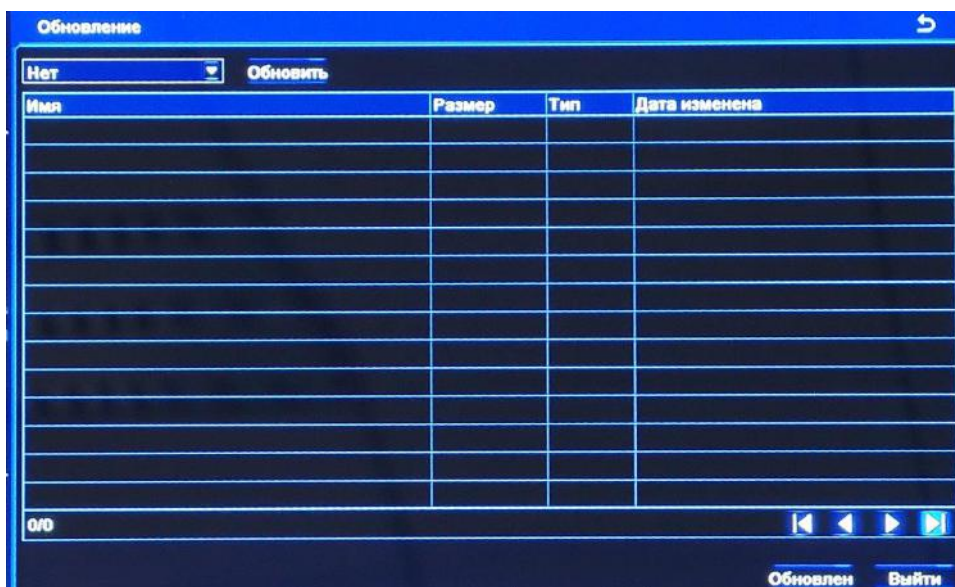 Обновление
Нет Обновить
Имя Размер Тип Дата изменена
0/0
Обновлен Выйти